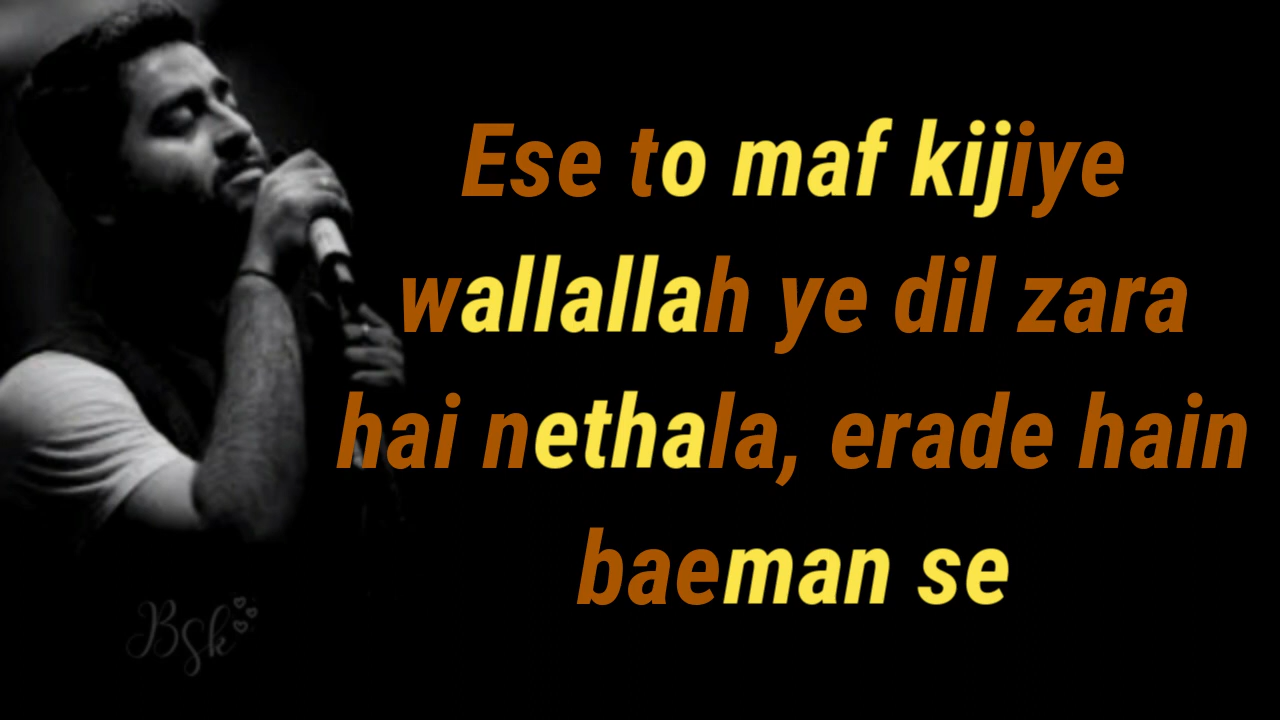 Ese to maf kijiye
wallallah ye dil zara
hai nethala, erade hain
baeman se
BSk